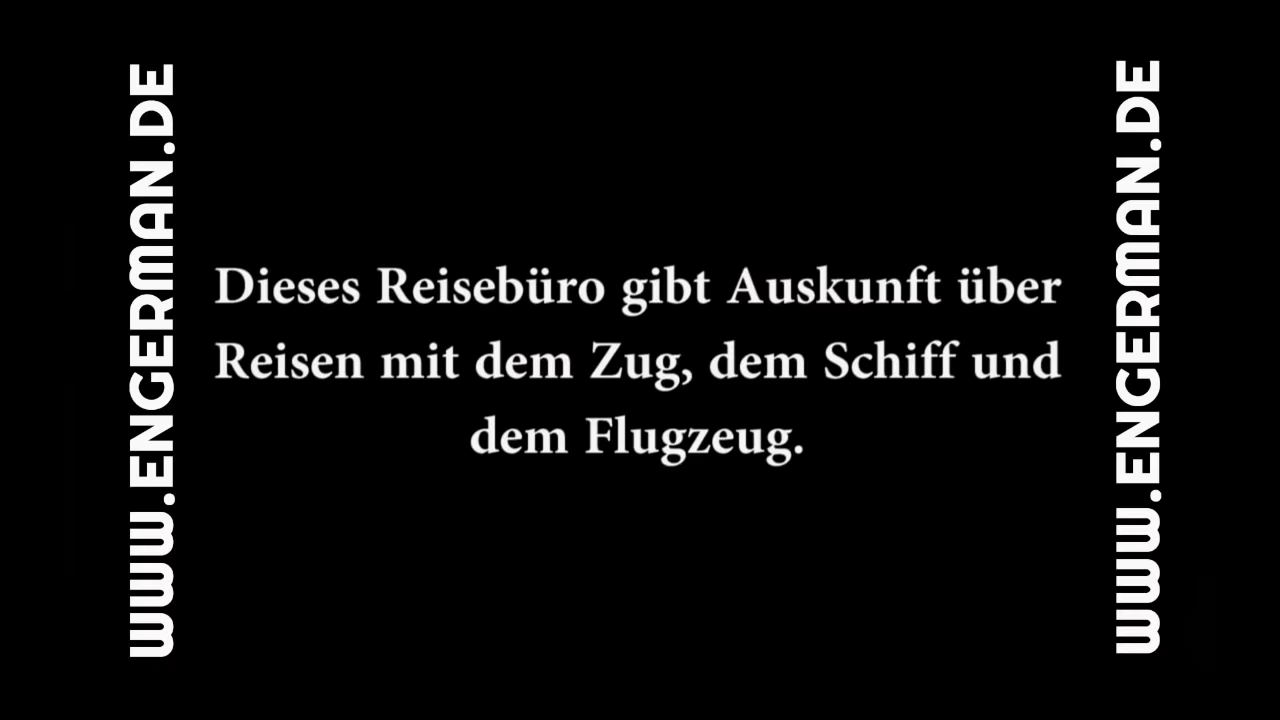 WWW.ENGERMAN.DE
Dieses Reisebüro gibt Auskunft über
Reisen mit dem Zug, dem Schiff und
dem Flugzeug.
WWW.ENGERMAN.DE